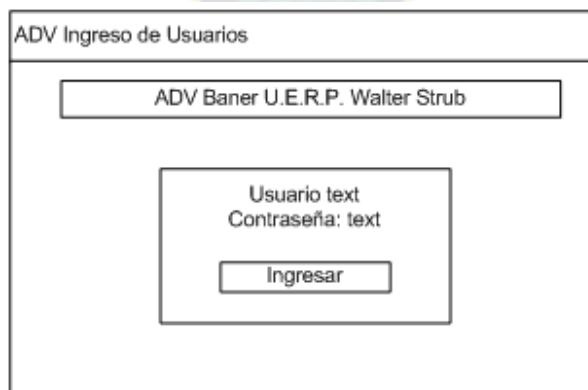 ADV Ingreso de Usuarios
ADV Baner U.E.R.P. Walter Strub
Usuario text
Contraseña: text
Ingresar